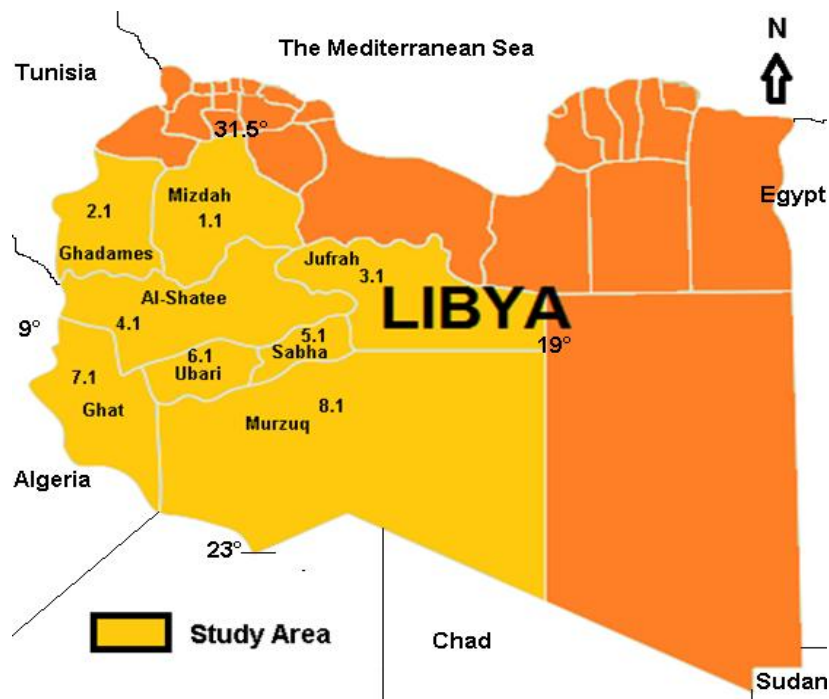 The Mediterranean Sea
N
Tunisia
31.5°
Mizdah
1.1
2.1
Ghadames
Egypt
Jufrah
3.1
Al-Shatee
4.1
LIBYA
9°
19°
5.1
Sabha
6.1
Ubari
7.1
Ghat
8.1
Murzuq
Algeria
23°
Study Area
Chad
Sudan